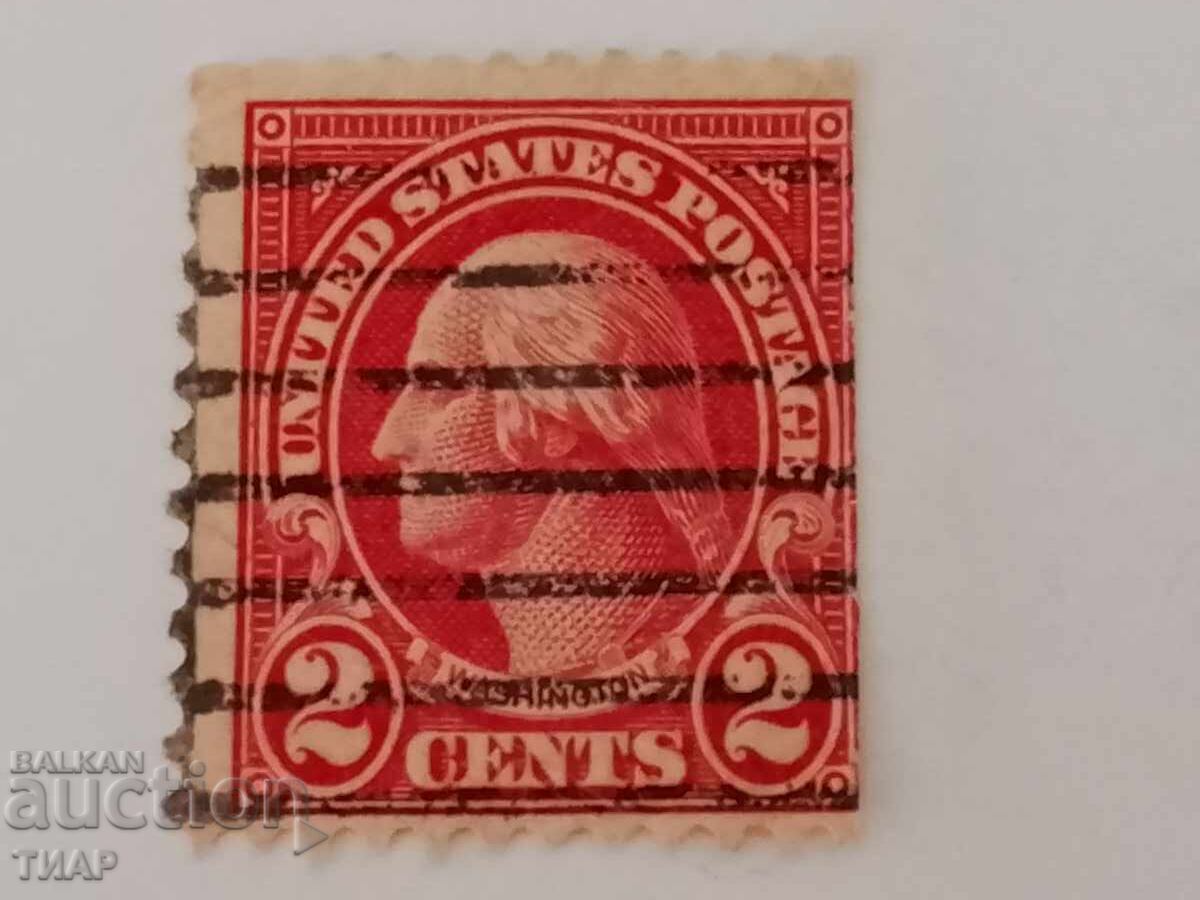 UNITED STATES POSTAGE
WASHINGTON
2 CENTS 2
BALKAN
auction
ТИАР